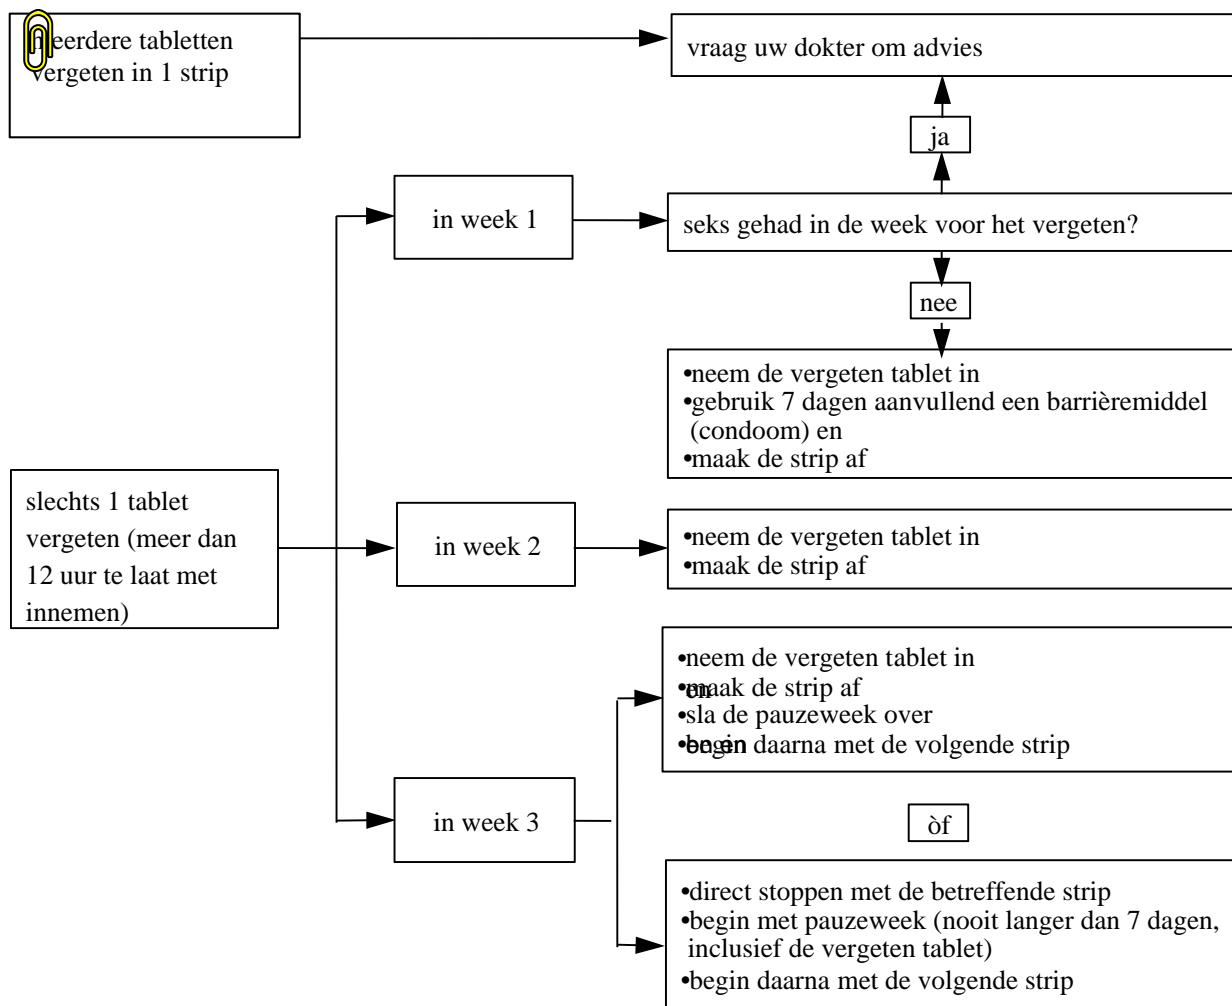 meerdere tabletten
vergeten in 1 strip
vraag uw dokter om advies
ja
in week 1
seks gehad in de week voor het vergeten?
nee
•neem de vergeten tablet in
•gebruik 7 dagen aanvullend een barrièremiddel
(condoom) en
•maak de strip af
slechts 1 tablet
vergeten (meer dan
12 uur te laat met
innemen)
in week 2
•neem de vergeten tablet in
•maak de strip af
•neem de vergeten tablet in
•maak de strip af
•sla de pauzeweek over
•begin daarna met de volgende strip
in week 3
òf
•direct stoppen met de betreffende strip
•begin met pauzeweek (nooit langer dan 7 dagen,
inclusief de vergeten tablet)
•begin daarna met de volgende strip